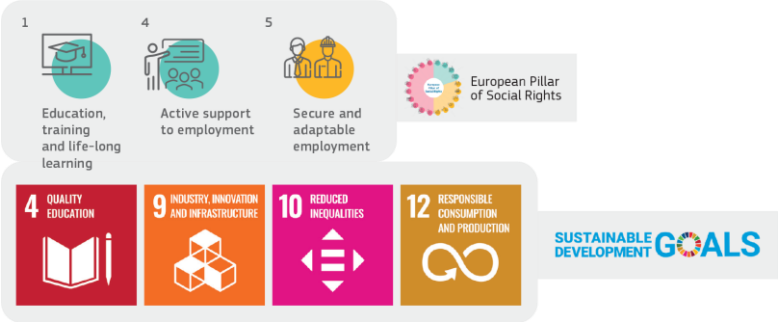 1
Education,
training
and life-long
learning
4
Active support
to employment
5
Secure and
adaptable
employment
European Pillar
of Social Rights
4 QUALITY
EDUCATION
9 INDUSTRY, INNOVATION
AND INFRASTRUCTURE
10 REDUCED
INEQUALITIES
12 RESPONSIBLE
CONSUMPTION
AND PRODUCTION
SUSTAINABLE
DEVELOPMENT
GOALS